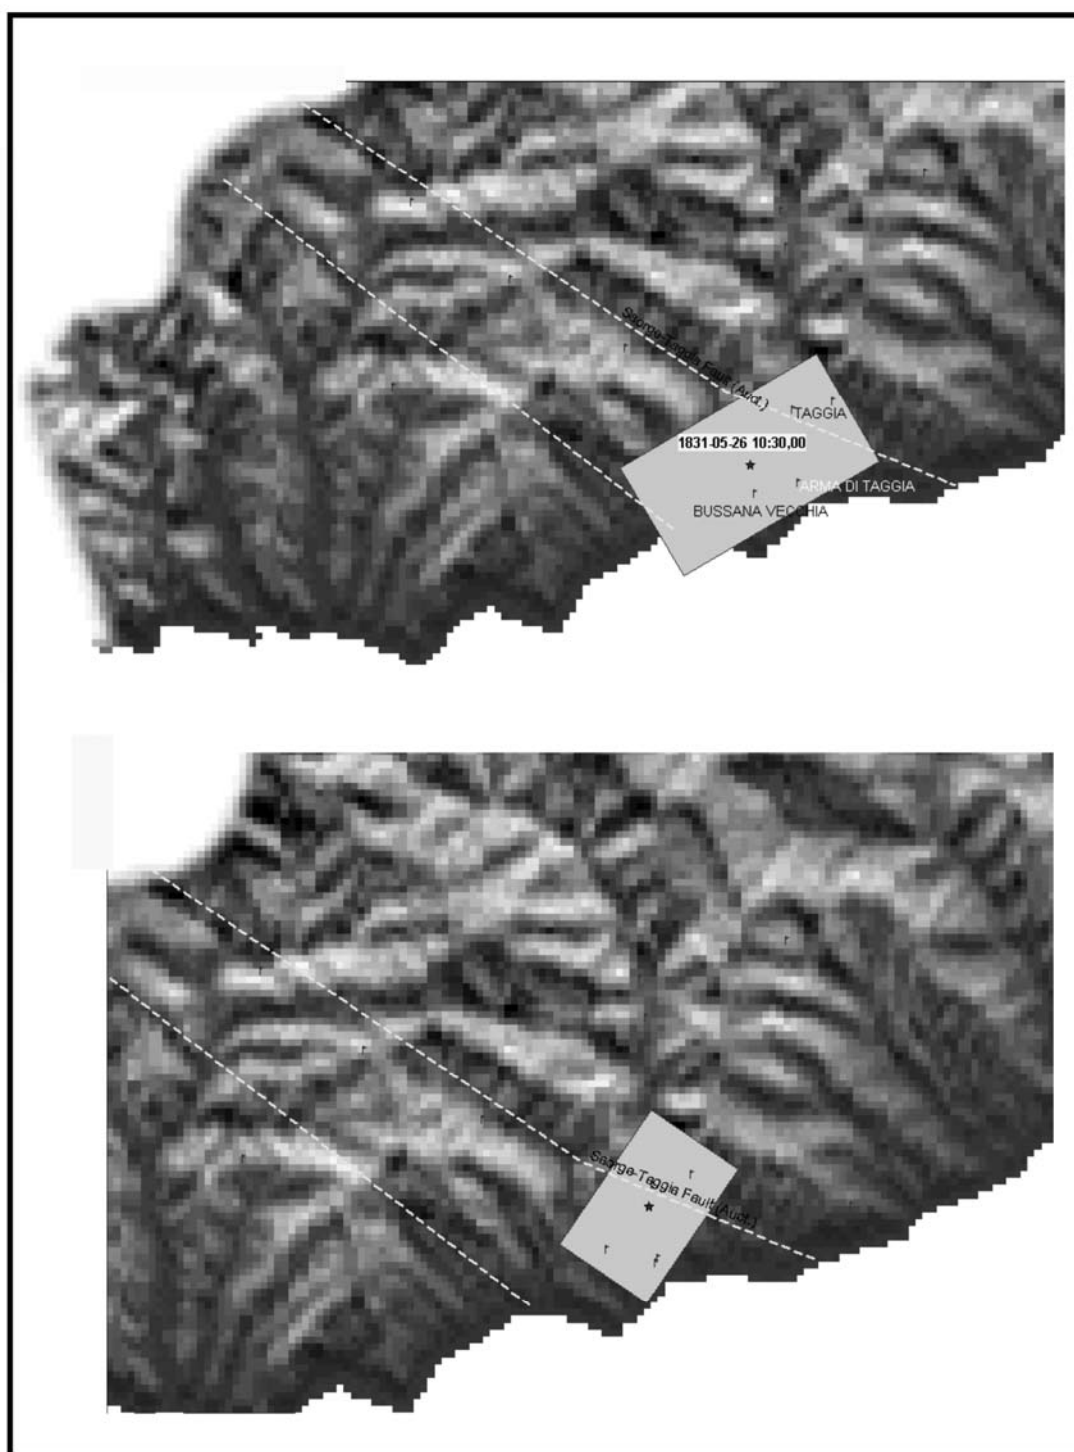 Saorge-Taggia Fault (Auct.)
TAGGIA
1831-05-26 10:30,00
ARMA DI TAGGIA
BUSSANA VECCHIA
Saorge-Taggia Fault (Auct.)